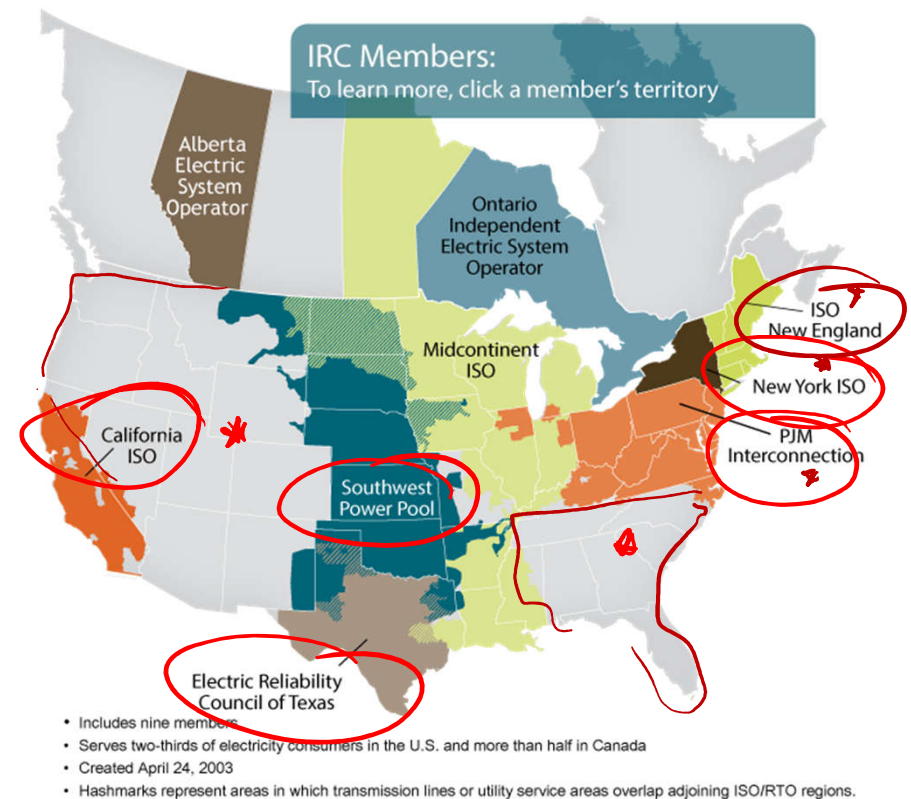 IRC Members:
To learn more, click a member's territory
Alberta
Electric
System
Operator
Ontario
Independent
Electric System
Operator
Midcontinent
ISO
ISO
New England
New York ISO
PJM
Interconnection
California
ISO
Southwest
Power Pool
Electric Reliability
Council of Texas
• Includes nine members
• Serves two-thirds of electricity consumers in the U.S. and more than half in Canada
• Created April 24, 2003
• Hashmarks represent areas in which transmission lines or utility service areas overlap adjoining ISO/RTO regions.